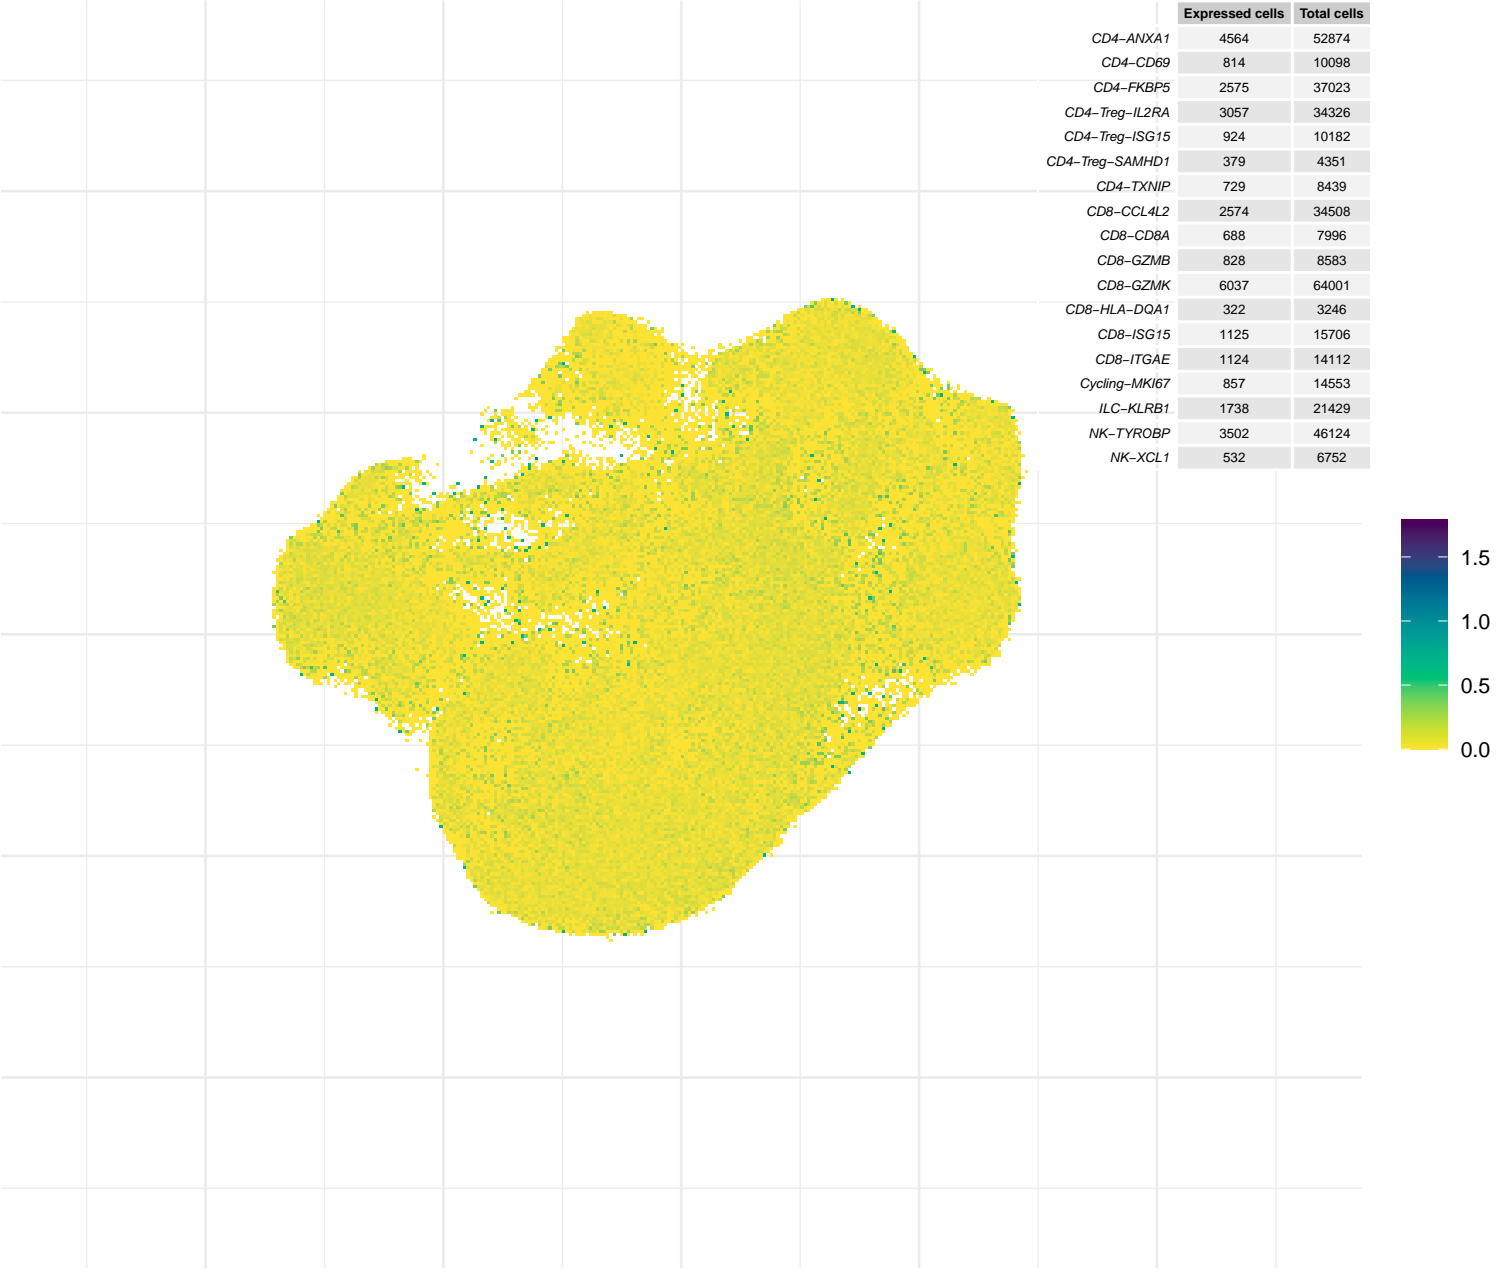 Expressed cells Total cells
CD4−ANXA1 4564 52874
CD4−CD69 814 10098
CD4−FKBP5 2575 37023
CD4−Treg−IL2RA 3057 34326
CD4−Treg−ISG15 924 10182
CD4−Treg−SAMHD1 379 4351
CD4−TXNIP 729 8439
CD8−CCL4L2 2574 34508
CD8−CD8A 688 7996
CD8−GZMB 828 8583
CD8−GZMK 6037 64001
CD8−HLA−DQA1 322 3246
CD8−ISG15 1125 15706
CD8−ITGAE 1124 14112
Cycling−MKI67 857 14553
ILC−KLRB1 1738 21429
NK−TYROBP 3502 46124
NK−XCL1 532 6752
1.5
1.0
0.5
0.0